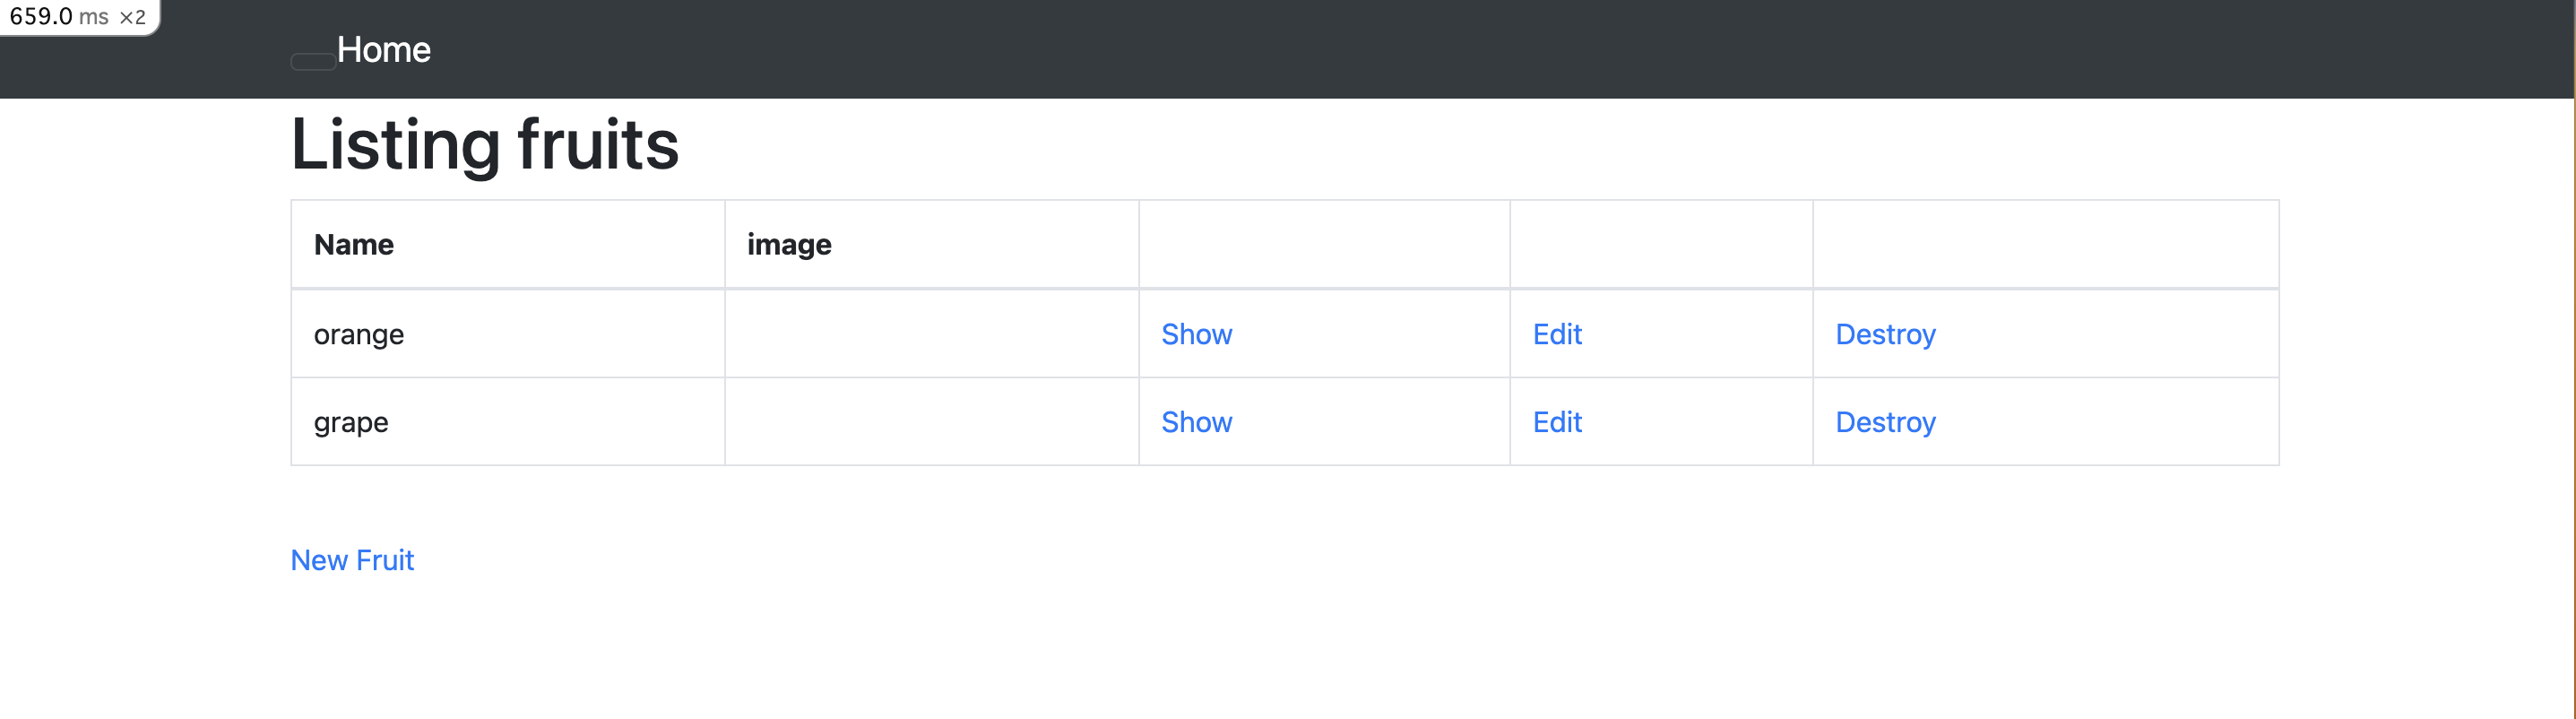 659.0 ms ×2
Home
Listing fruits
Name image
orange Show Edit Destroy
grape Show Edit Destroy
New Fruit